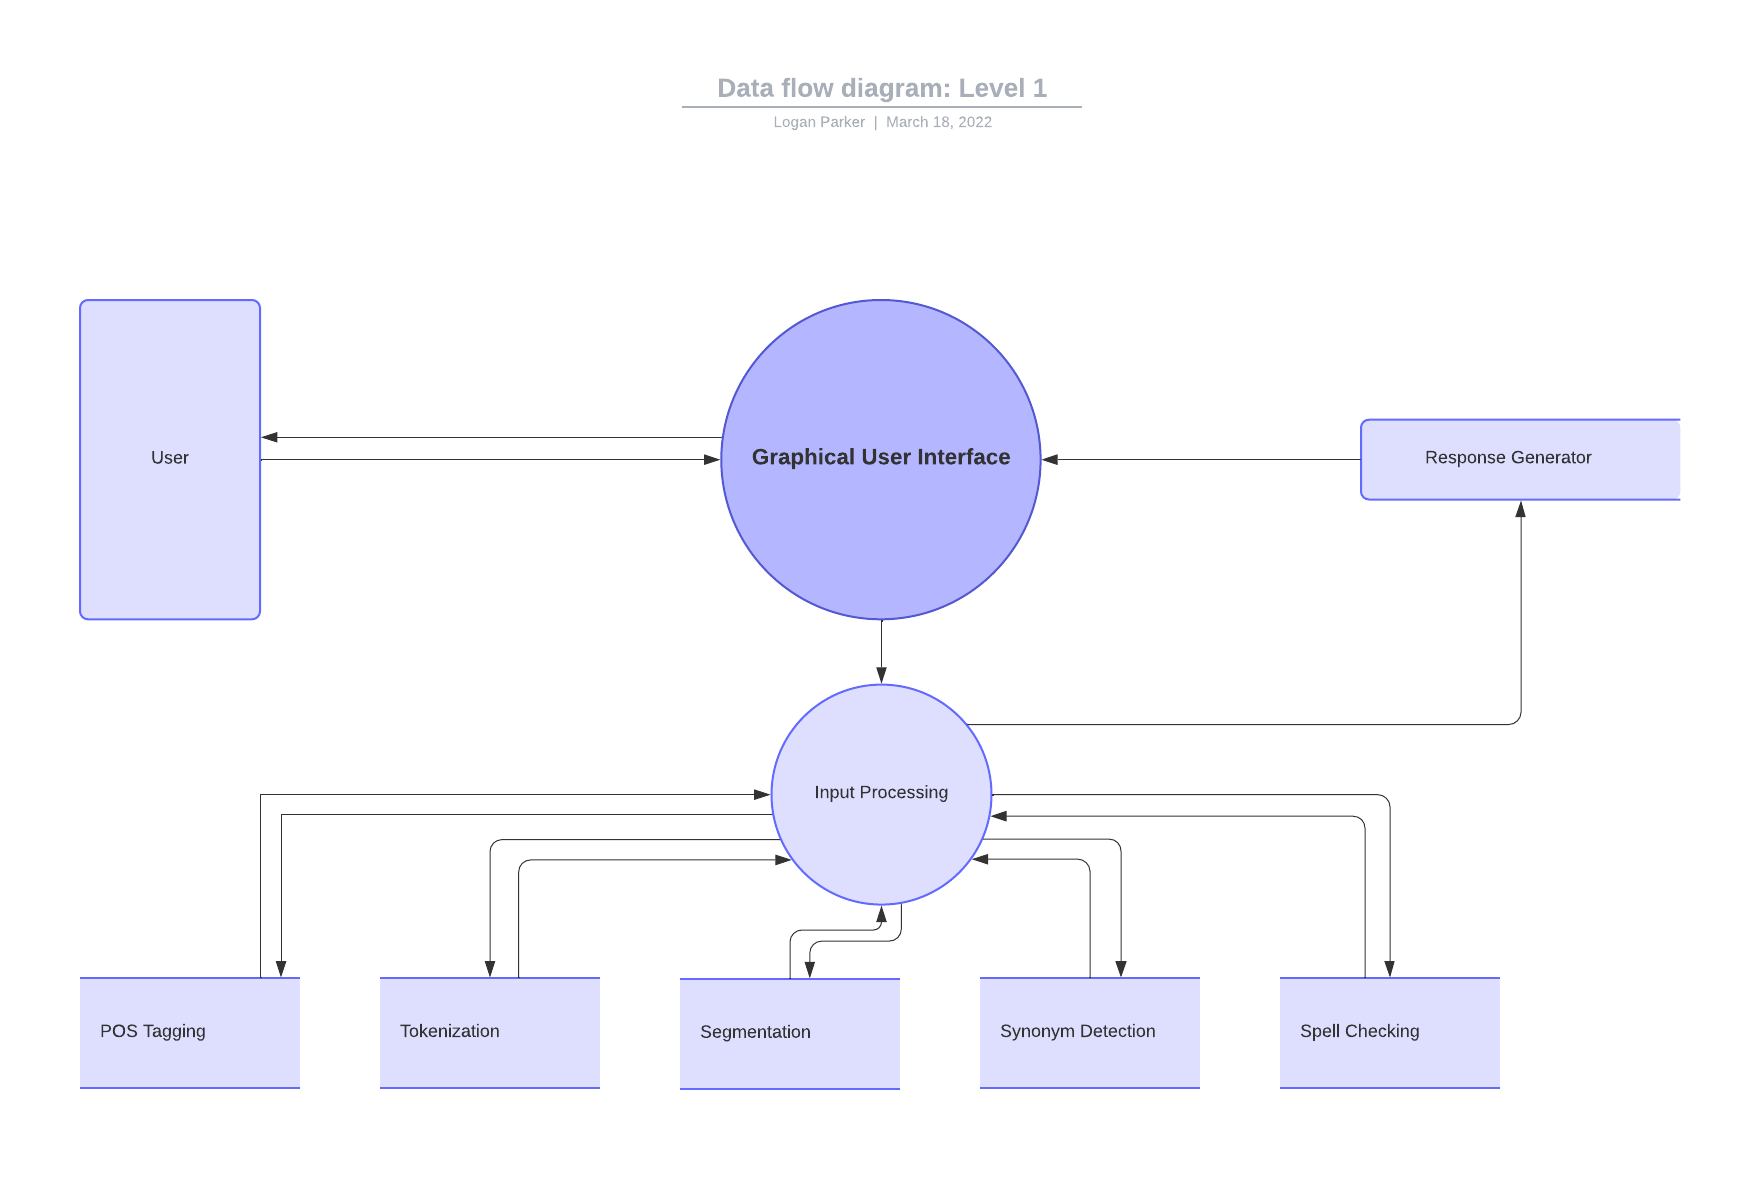 Data flow diagram: Level 1
Logan Parker | March 18, 2022
User
Graphical User Interface
Response Generator
Input Processing
POS Tagging
Tokenization
Segmentation
Synonym Detection
Spell Checking